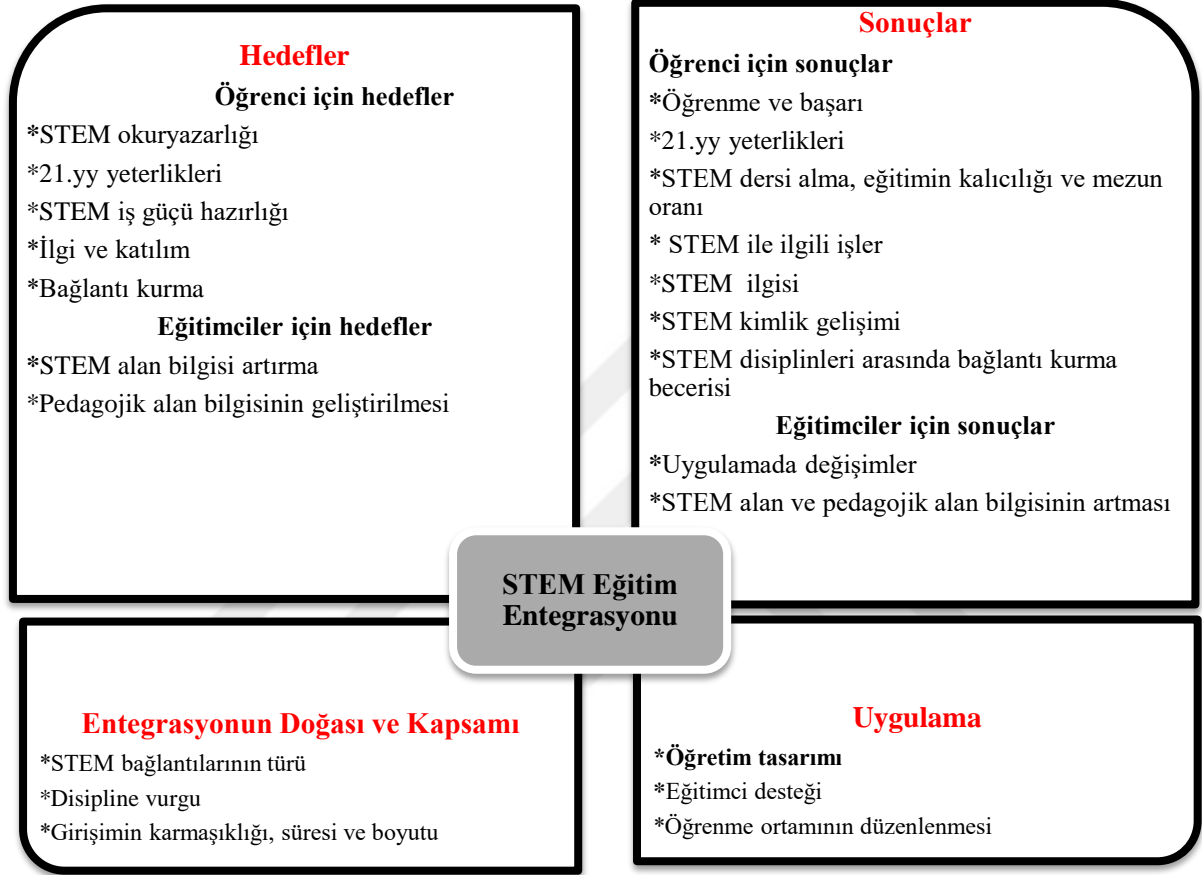 Hedefler
Öğrenci için hedefler
*STEM okuryazarlığı
*21.yy yeterlikleri
*STEM iş güçü hazırlığı
*İlgi ve katılım
*Bağlantı kurma
Eğitimciler için hedefler
*STEM alan bilgisi artırma
*Pedagojik alan bilgisinin geliştirilmesi
Sonuçlar
Öğrenci için sonuçlar
*Öğrenme ve başarı
*21.yy yeterlikleri
*STEM dersi alma, eğitimin kalıcılığı ve mezun
oranı
* STEM ile ilgili işler
*STEM ilgisi
*STEM kimlik gelişimi
*STEM disiplinleri arasında bağlantı kurma
becerisi
Eğitimciler için sonuçlar
*Uygulamada değişimler
*STEM alan ve pedagojik alan bilgisinin artması
STEM Eğitim
Entegrasyonu
Entegrasyonun Doğası ve Kapsamı
*STEM bağlantılarının türü
*Disipline vurgu
*Girişimin karmaşıklığı, süresi ve boyutu
Uygulama
*Öğretim tasarımı
*Eğitimci desteği
*Öğrenme ortamının düzenlenmesi